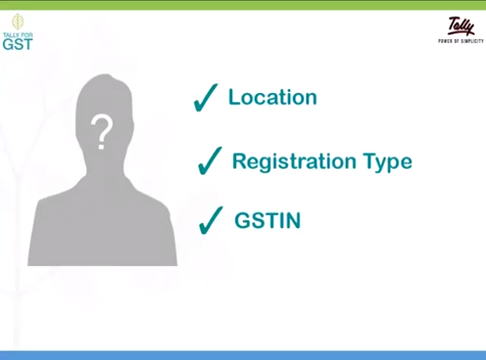 TALLY FOR
GST
Tally
POWER OF SIMPLICITY
?
✓ Location
✓ Registration Type
✓ GSTIN